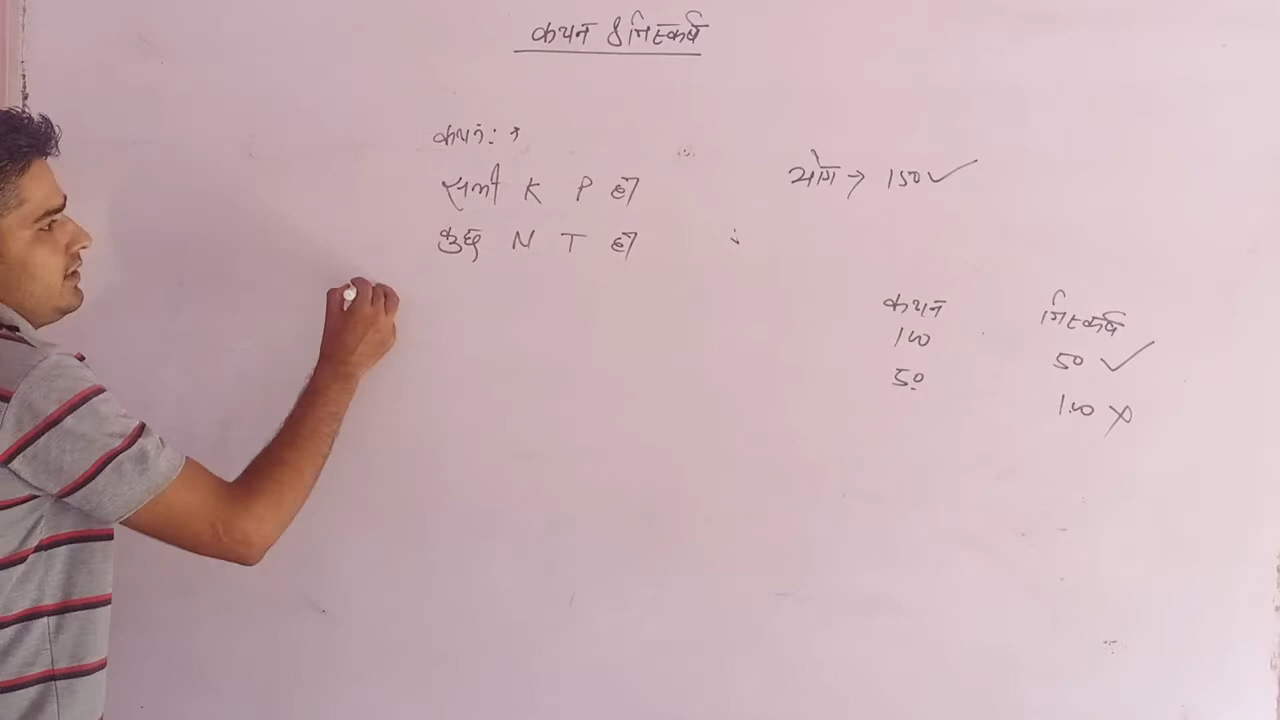 कथन & निष्कर्ष
कथन: →
सभी K P है
कुछ N T है
योग → 150 ✓
कथन निष्कर्ष
100 50 ✓
50 100 ✗